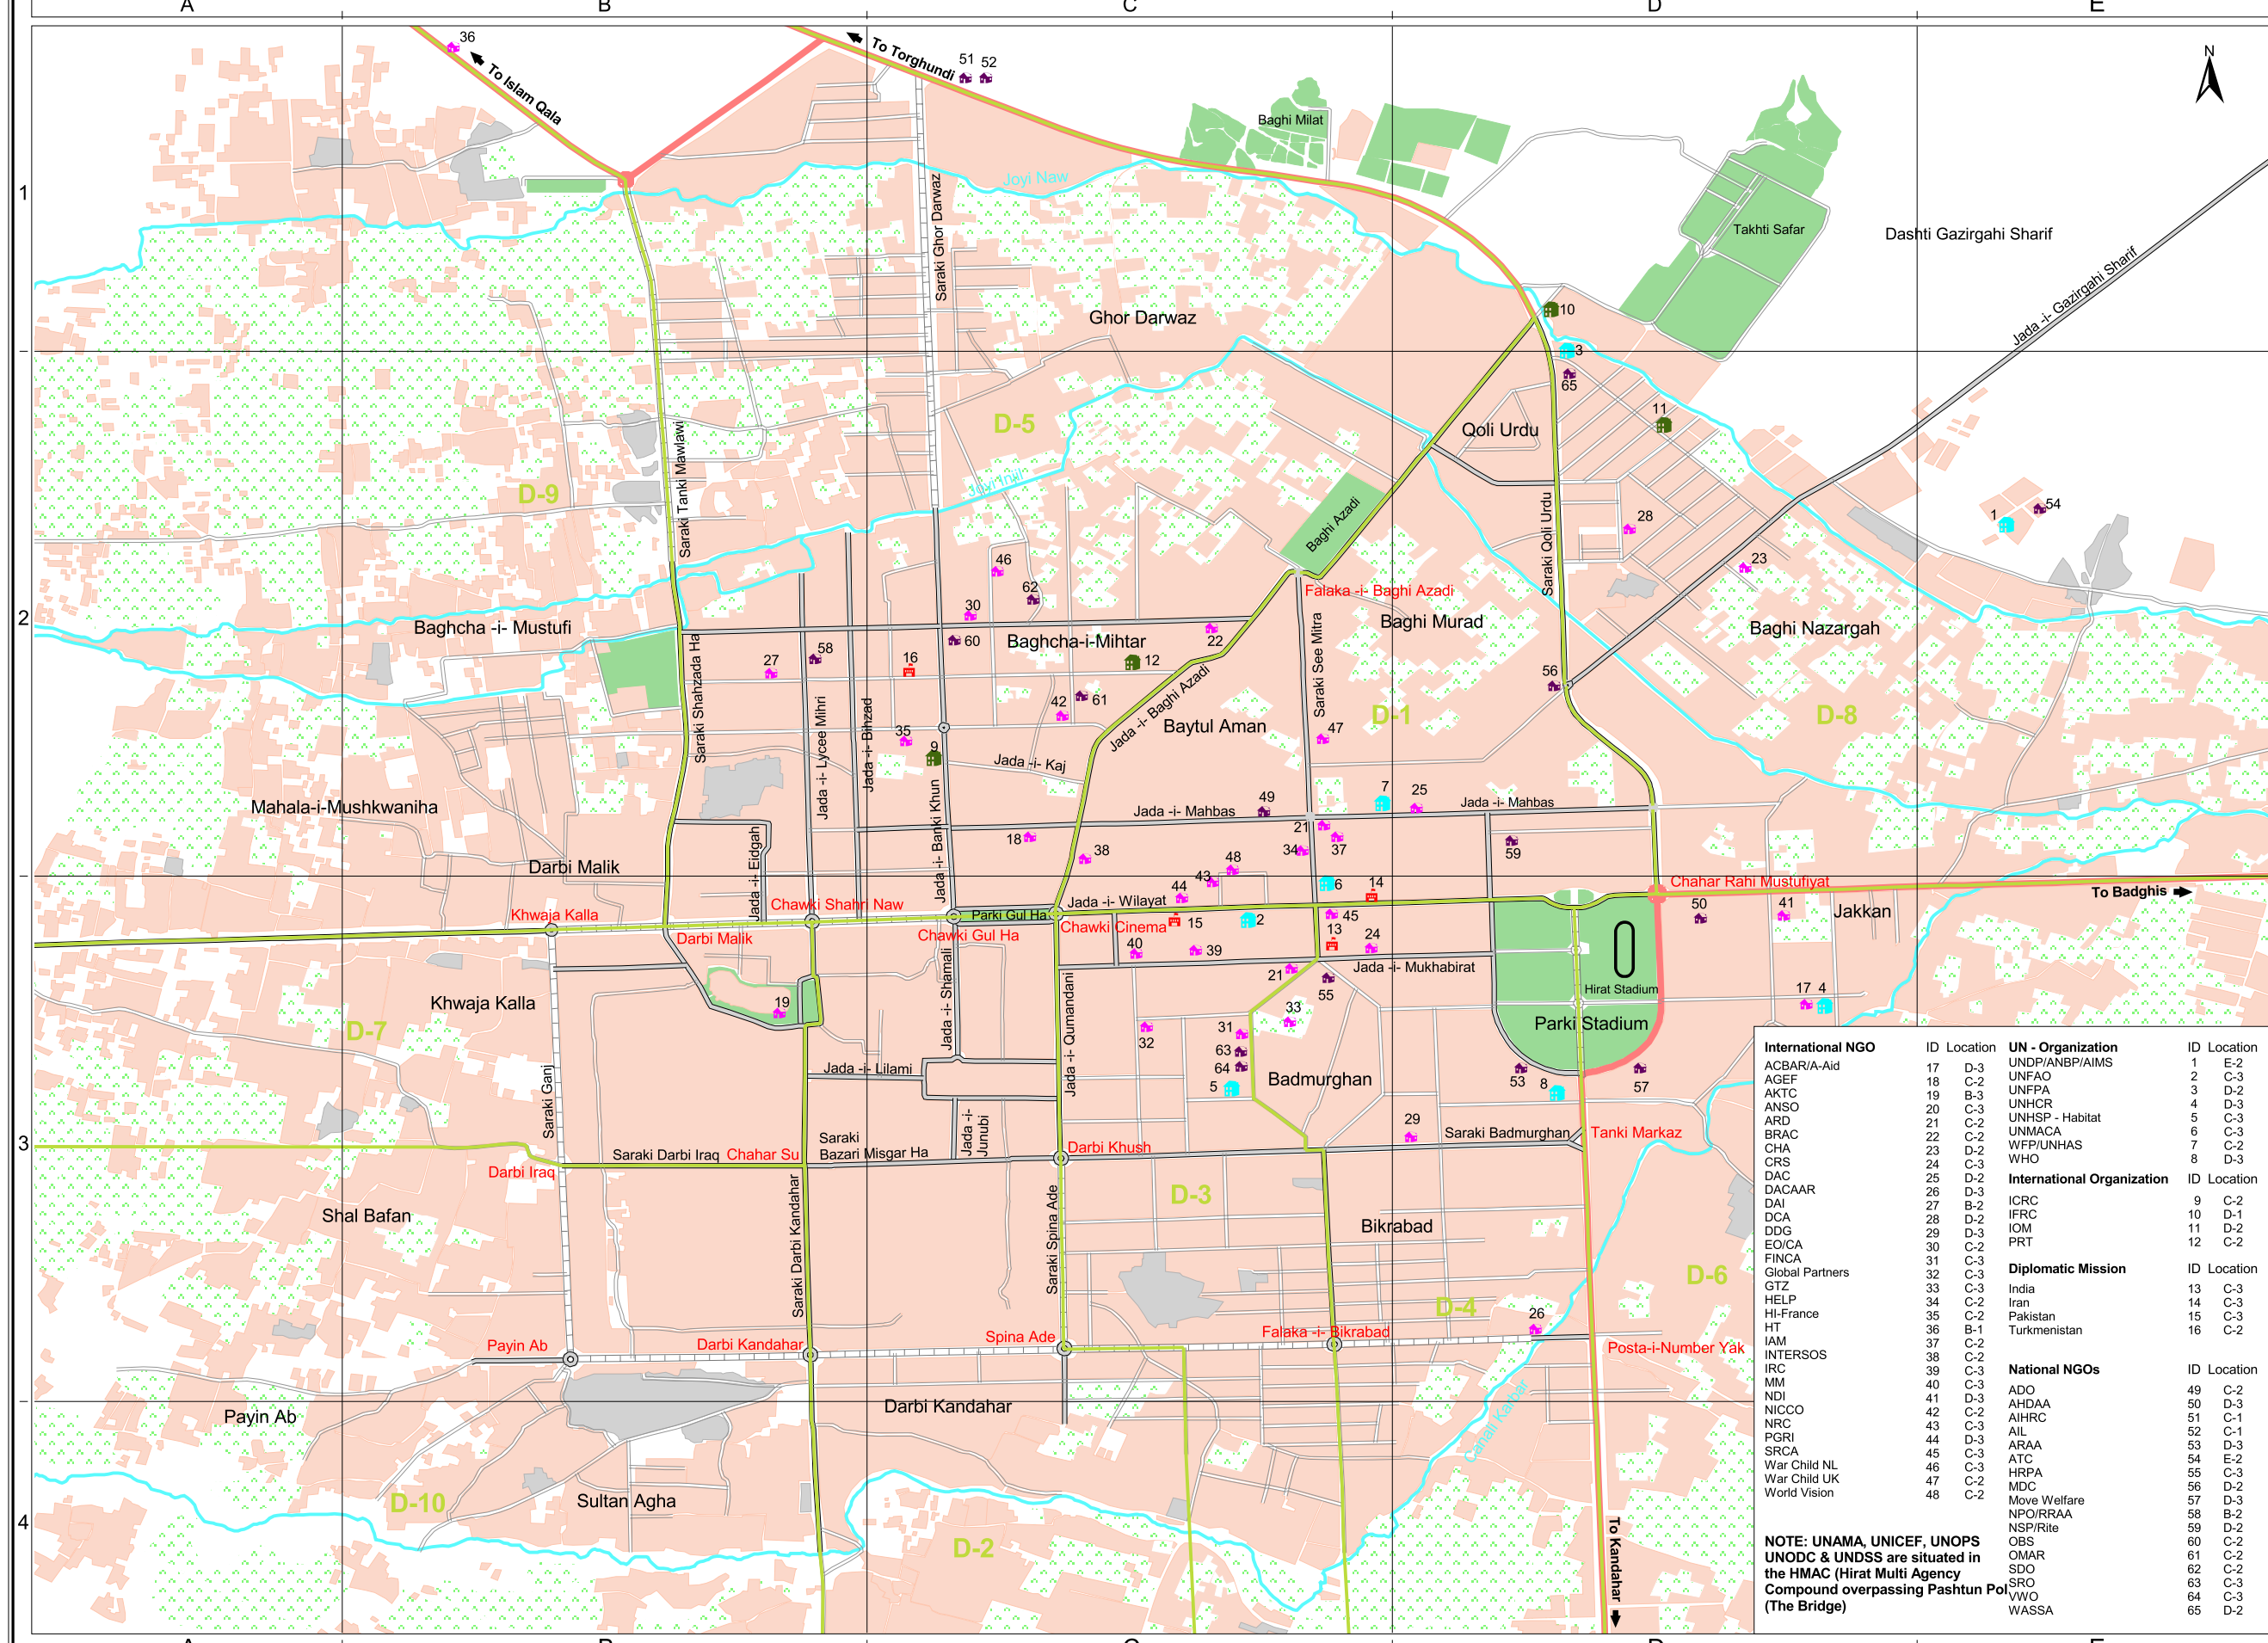 A B C D E
36
To Islam Qala
To Torghundi
51 52
N
Baghi Milat
1
Joyi Naw
Saraki Ghor Darwaz
Takhti Safar
Dashti Gazirgahi Sharif
Jada -i- Gazirgahi Sharif
Ghor Darwaz
10
3
65
11
D-5
Qoli Urdu
Saraki Tanki Mawlawi
D-9
Joyi Injil
Baghi Azadi
Saraki Qoli Urdu
28
1
54
46
23
62
Falaka -i- Baghi Azadi
30
2
Baghcha -i- Mustufi
60
Baghcha-i-Mihtar
22
Baghi Murad
Baghi Nazargah
Saraki Shahzada Ha
27
58
16
12
Saraki See Mitra
56
Jada -i- Lycee Mihri
Jada -i- Bihzad
42
61
Jada -i- Baghi Azadi
Baytul Aman
D-1
D-8
35
9
47
Jada -i- Kaj
Mahala-i-Mushkwaniha
Jada -i- Banki Khun
49
7
25
Jada -i- Mahbas
Jada -i- Mahbas
18
21
38
34
37
59
Darbi Malik
Jada -i- Eidgah
48
43
6
14
Chahar Rahi Mustufiyat
To Badghis
44
Khwaja Kalla
Chawki Shahri Naw
Parki Gul Ha
Jada -i- Wilayat
Darbi Malik
Chawki Gul Ha
Chawki Cinema
15
2
45
13
50
41
Jakkan
40
39
24
21
Jada -i- Mukhabirat
55
Hirat Stadium
Khwaja Kalla
19
Jada -i- Shamali
Jada -i- Qumandani
33
17 4
D-7
32
31
Parki Stadium
63
64
Jada -i- Lilami
5
Badmurghan
53
8
57
Saraki Ganj
29
3
Jada -i-
Junubi
Saraki
Bazari Misgar Ha
Saraki Darbi Iraq
Chahar Su
Darbi Khush
Saraki Badmurghan
Tanki Markaz
Darbi Iraq
Saraki Darbi Kandahar
Saraki Spina Ade
D-3
Shal Bafan
Bikrabad
D-6
D-4
26
Payin Ab
Darbi Kandahar
Spina Ade
Falaka -i- Bikrabad
Posta-i-Number Yak
Payin Ab
Darbi Kandahar
Canali Karbar
D-10
Sultan Agha
4
D-2
To Kandahar
International NGO ID Location
ACBAR/A-Aid 17 D-3
AGEF 18 C-2
AKTC 19 B-3
ANSO 20 C-3
ARD 21 C-2
BRAC 22 C-2
CHA 23 D-2
CRS 24 C-3
DAC 25 D-2
DACAAR 26 D-3
DAI 27 B-2
DCA 28 D-2
DDG 29 D-3
EO/CA 30 C-2
FINCA 31 C-3
Global Partners 32 C-3
GTZ 33 C-3
HELP 34 C-2
HI-France 35 C-2
HT 36 B-1
IAM 37 C-2
INTERSOS 38 C-2
IRC 39 C-3
MM 40 C-3
NDI 41 D-3
NICCO 42 C-2
NRC 43 C-3
PGRI 44 D-3
SRCA 45 C-3
War Child NL 46 C-3
War Child UK 47 C-2
World Vision 48 C-2
NOTE: UNAMA, UNICEF, UNOPS
UNODC & UNDSS are situated in
the HMAC (Hirat Multi Agency
Compound overpassing Pashtun Pol
(The Bridge)
UN - Organization ID Location
UNDP/ANBP/AIMS 1 E-2
UNFAO 2 C-3
UNFPA 3 D-2
UNHCR 4 D-3
UNHSP - Habitat 5 C-3
UNMACA 6 C-3
WFP/UNHAS 7 C-2
WHO 8 D-3
International Organization ID Location
ICRC 9 C-2
IFRC 10 D-1
IOM 11 D-2
PRT 12 C-2
Diplomatic Mission ID Location
India 13 C-3
Iran 14 C-3
Pakistan 15 C-3
Turkmenistan 16 C-2
National NGOs ID Location
ADO 49 C-2
AHDAA 50 D-3
AIHRC 51 C-1
AIL 52 C-1
ARAA 53 D-3
ATC 54 E-2
HRPA 55 C-3
MDC 56 D-2
Move Welfare 57 D-3
NPO/RRAA 58 B-2
NSP/Rite 59 D-2
OBS 60 C-2
OMAR 61 C-2
SDO 62 C-2
SRO 63 C-3
VWO 64 C-3
WASSA 65 D-2